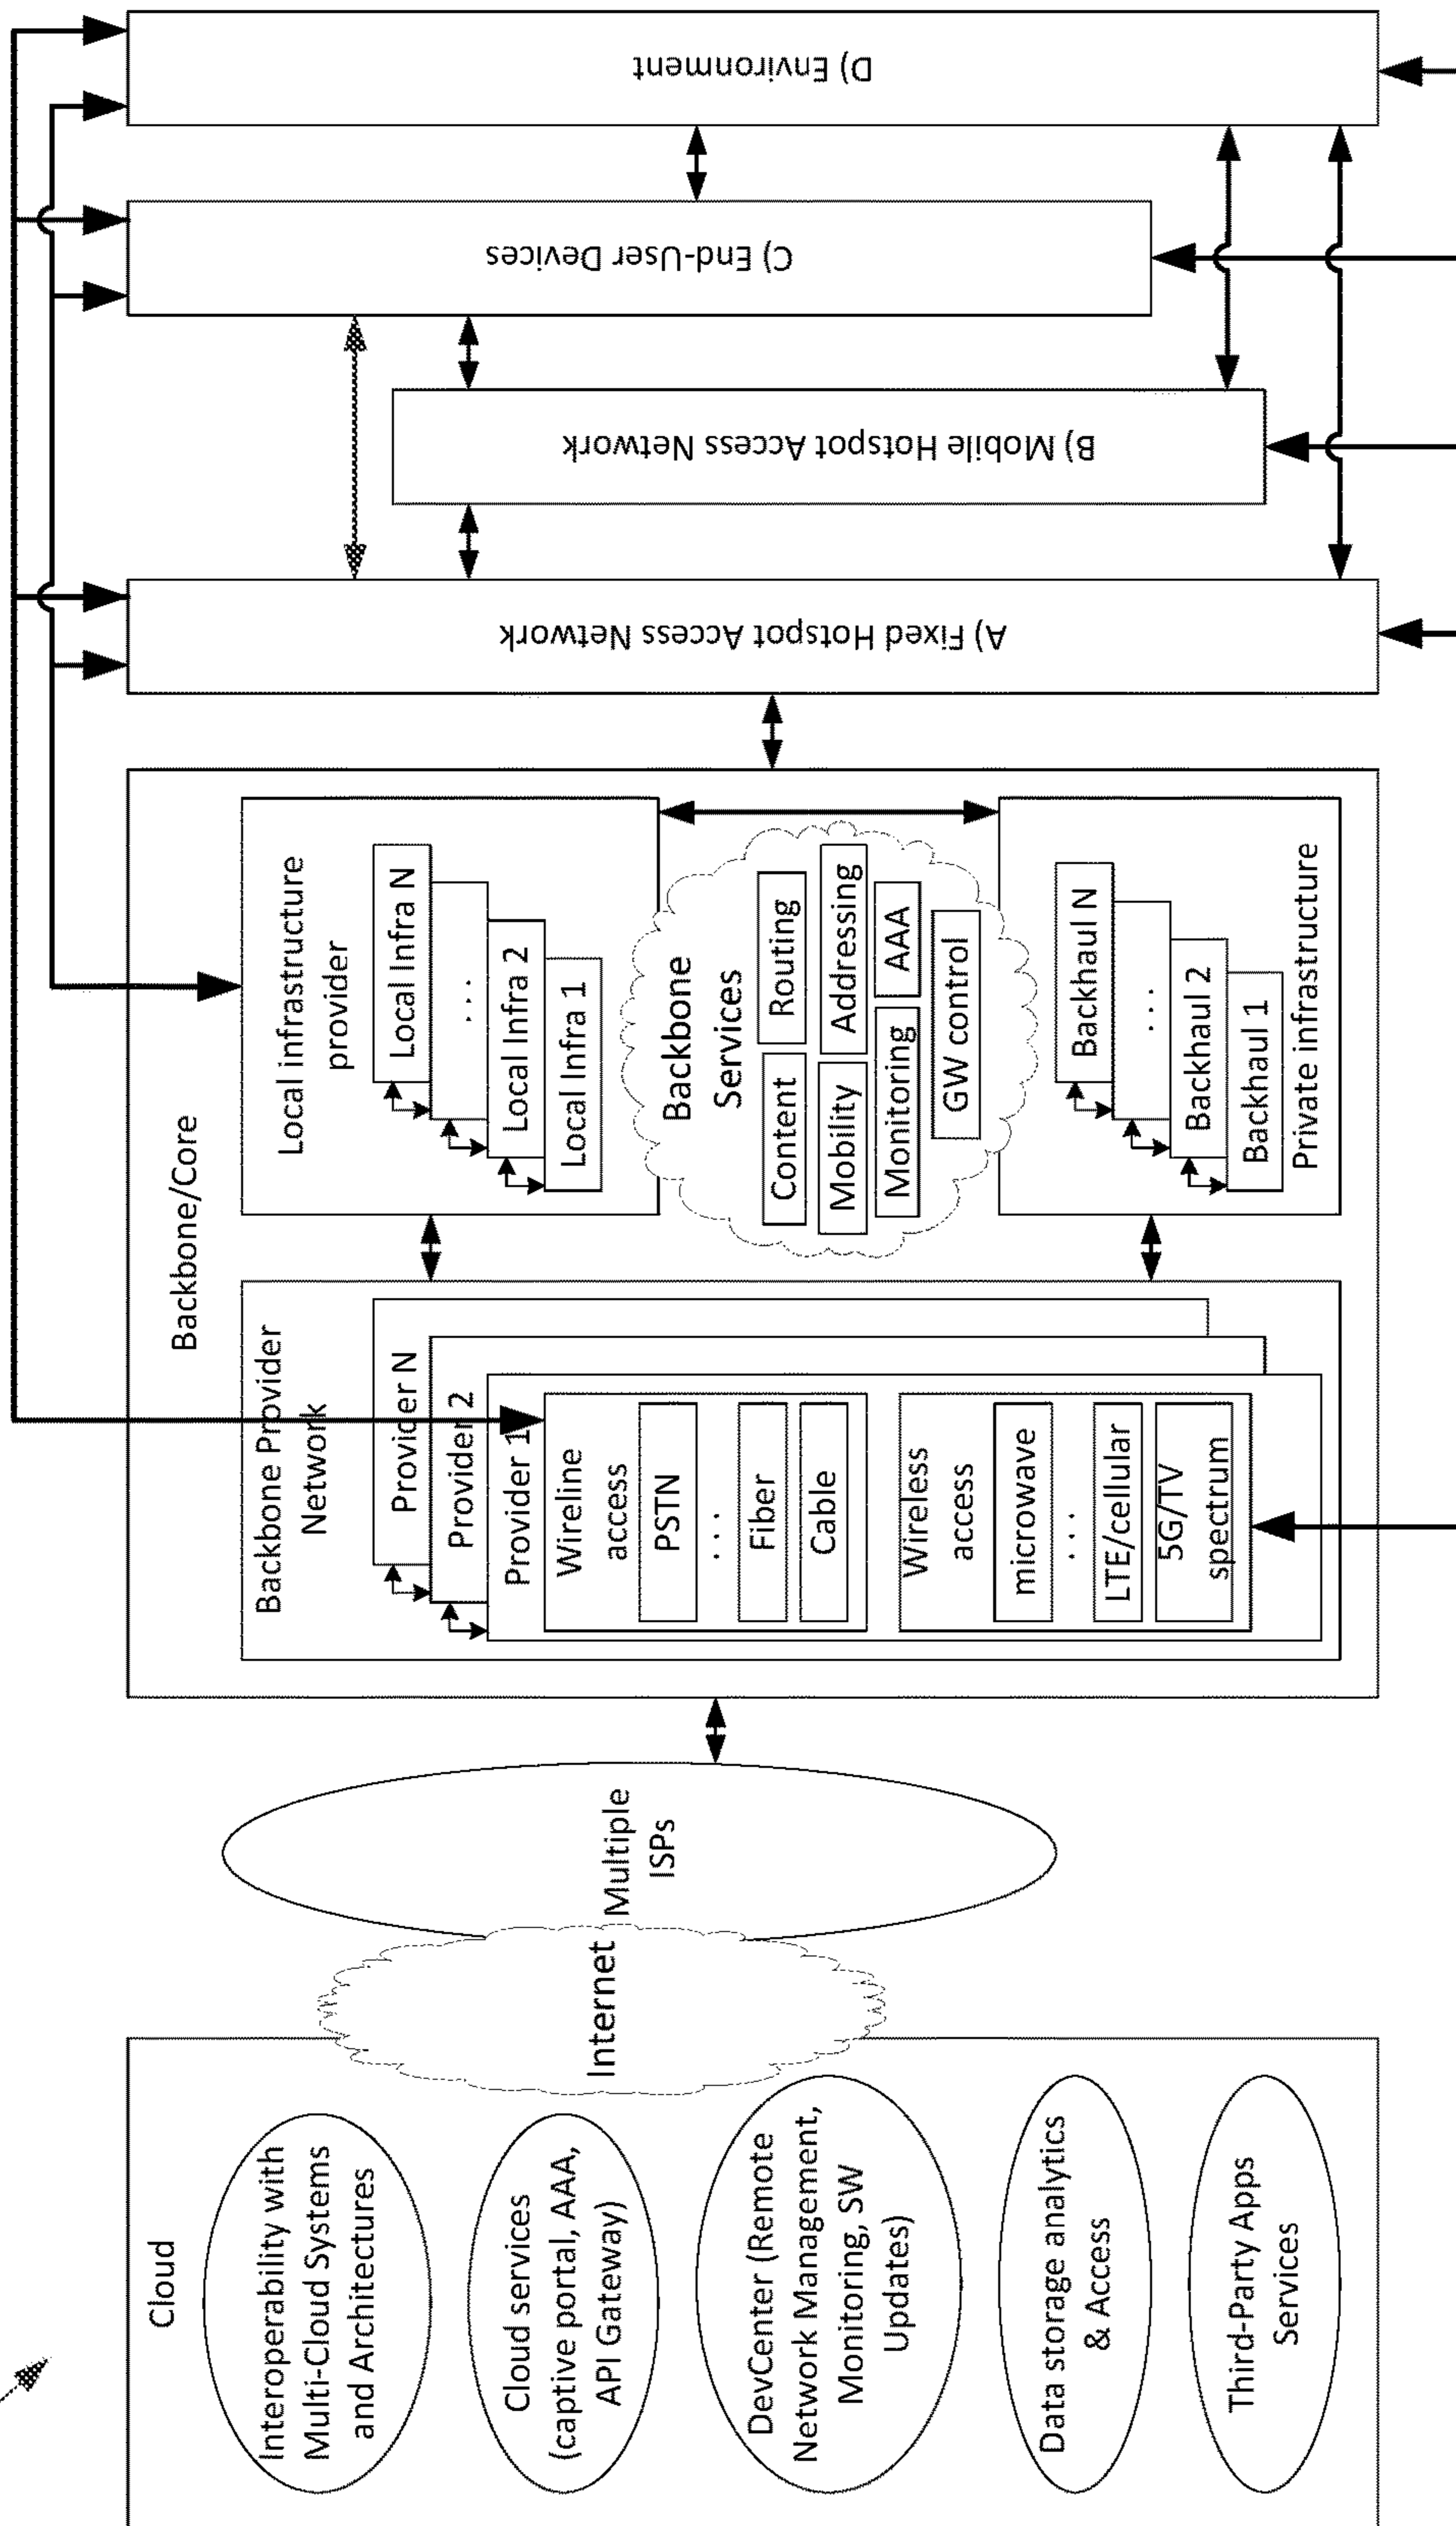 Cloud
Interoperability with
Multi-Cloud Systems
and Architectures
Cloud services
(captive portal, AAA,
API Gateway)
DevCenter (Remote
Network Management,
Monitoring, SW
Updates)
Data storage analytics
& Access
Third-Party Apps
Services
Internet
Multiple
ISPs
Backbone/Core
Backbone Provider
Network
Provider N
Provider 2
Provider 1
Wireline
access
PSTN
...
Fiber
Cable
Wireless
access
microwave
...
LTE/cellular
5G/TV
spectrum
Local infrastructure
provider
Local Infra N
...
Local Infra 2
Local Infra 1
Backbone
Services
Content
Routing
Mobility
Addressing
Monitoring
AAA
GW control
Backhaul N
...
Backhaul 2
Backhaul 1
Private infrastructure
A) Fixed Hotspot Access Network
B) Mobile Hotspot Access Network
C) End-User Devices
D) Environment